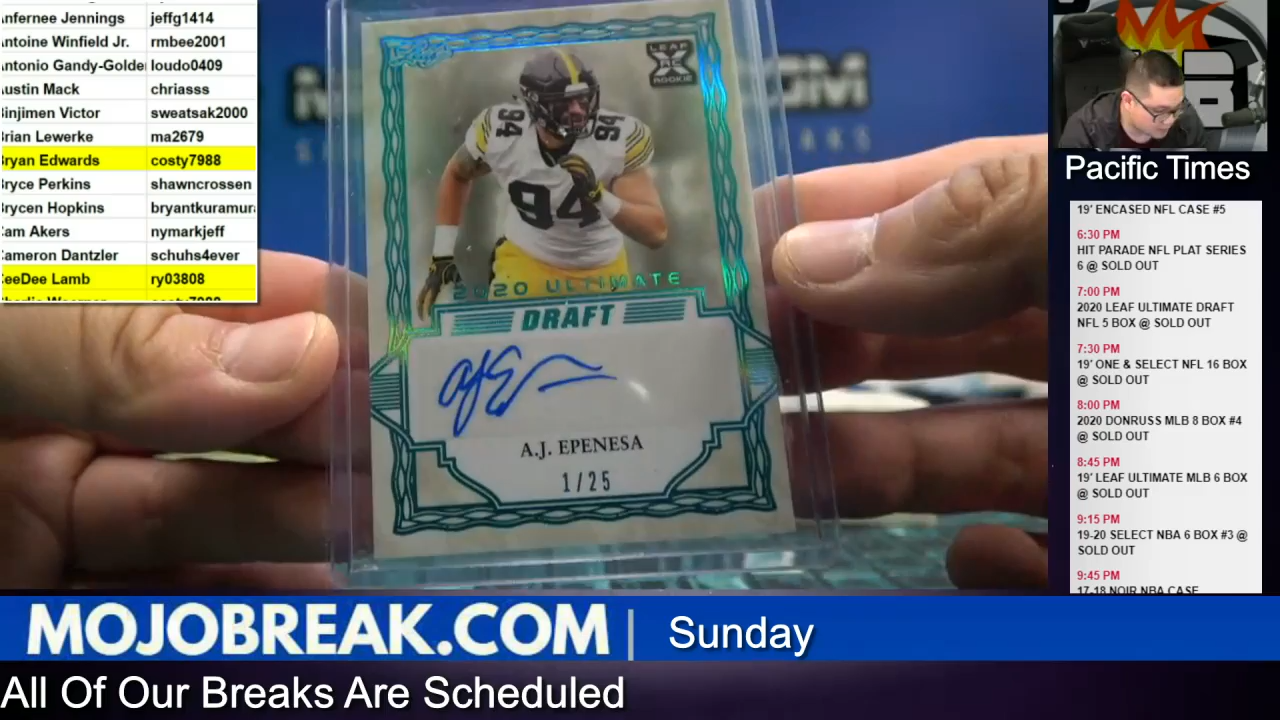 nfernee Jennings jeffg1414
ntoine Winfield Jr. rmbee2001
ntonio Gandy-Golde loudo0409
ustin Mack chriasss
injimen Victor sweatsak2000
rian Lewerke ma2679
ryan Edwards costy7988
ryce Perkins shawncrossen
rycen Hopkins bryantkuramur
am Akers nymarkjeff
ameron Dantzler schuhs4ever
eeDee Lamb ry03808
LEAF
XRC
ROOKIE
94
94
94
2020 ULTIMATE
DRAFT
A.J. EPENESA
1/25
Pacific Times
19' ENCASED NFL CASE #5
6:30 PM
HIT PARADE NFL PLAT SERIES
6 @ SOLD OUT
7:00 PM
2020 LEAF ULTIMATE DRAFT
NFL 5 BOX @ SOLD OUT
7:30 PM
19' ONE & SELECT NFL 16 BOX
@ SOLD OUT
8:00 PM
2020 DONRUSS MLB 8 BOX #4
@ SOLD OUT
8:45 PM
19' LEAF ULTIMATE MLB 6 BOX
@ SOLD OUT
9:15 PM
19-20 SELECT NBA 6 BOX #3 @
SOLD OUT
9:45 PM
17-18 NOIR NBA CASE
MOJOBREAK.COM | Sunday
All Of Our Breaks Are Scheduled